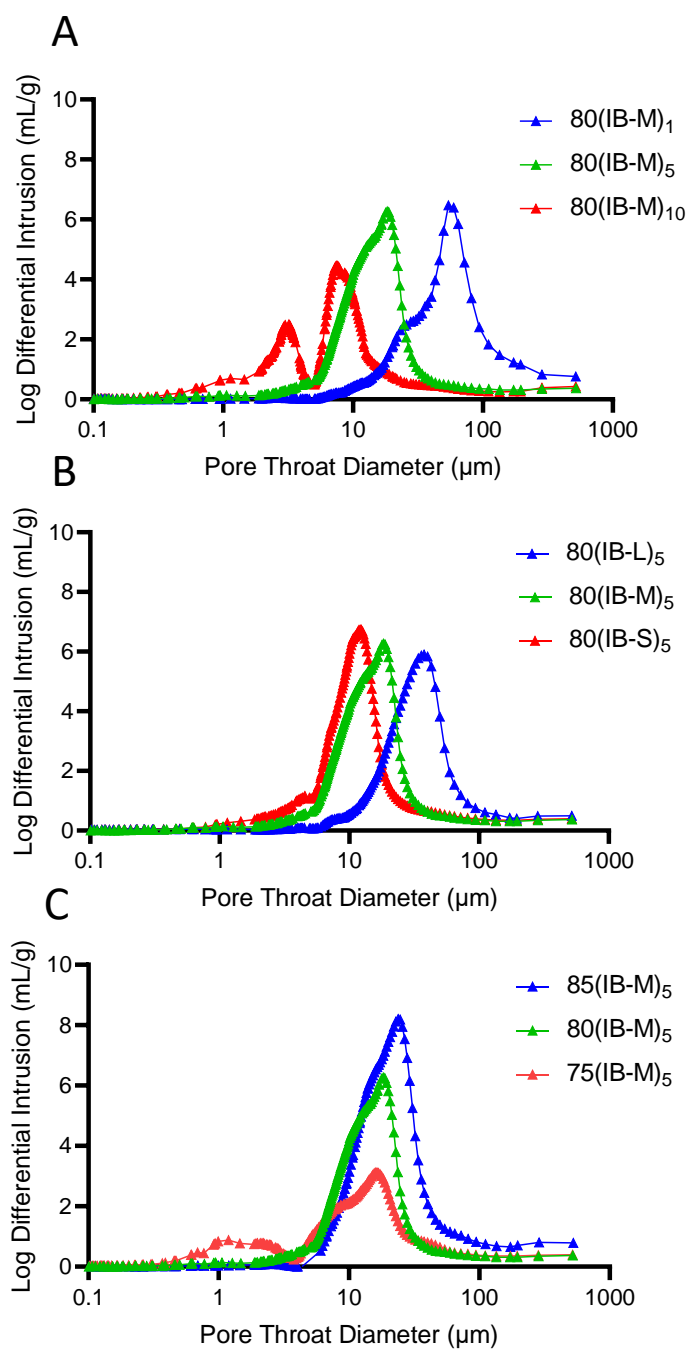 A
Log Differential Intrusion (mL/g)
10
8
6
4
2
0
0.1 1 10 100 1000
Pore Throat Diameter (µm)
80(IB-M)₁
80(IB-M)₅
80(IB-M)₁₀
B
Log Differential Intrusion (mL/g)
10
8
6
4
2
0
0.1 1 10 100 1000
Pore Throat Diameter (µm)
80(IB-L)₅
80(IB-M)₅
80(IB-S)₅
C
Log Differential Intrusion (mL/g)
10
8
6
4
2
0
0.1 1 10 100 1000
Pore Throat Diameter (µm)
85(IB-M)₅
80(IB-M)₅
75(IB-M)₅